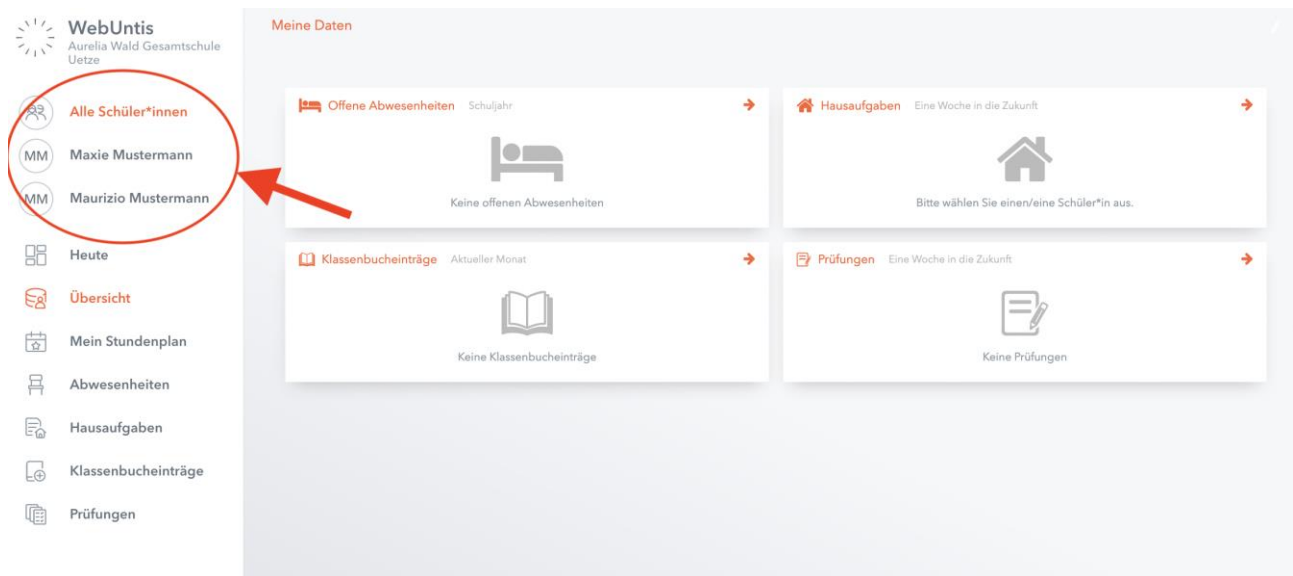 WebUntis
Aurelia Wald Gesamtschule
Uetze
Alle Schüler*innen
MM Maxie Mustermann
MM Maurizio Mustermann
Heute
Übersicht
Mein Stundenplan
Abwesenheiten
Hausaufgaben
Klassenbucheinträge
Prüfungen
Meine Daten
Offene Abwesenheiten Schuljahr
Keine offenen Abwesenheiten
Hausaufgaben Eine Woche in die Zukunft
Bitte wählen Sie einen/eine Schüler*in aus.
Klassenbucheinträge Aktueller Monat
Keine Klassenbucheinträge
Prüfungen Eine Woche in die Zukunft
Keine Prüfungen